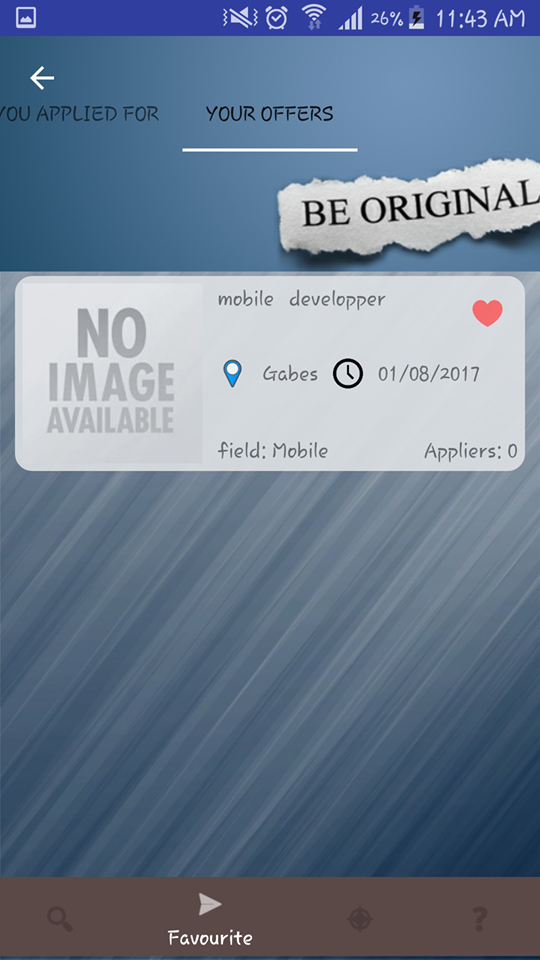 26% 11:43 AM
YOU APPLIED FOR YOUR OFFERS
BE ORIGINAL
NO
IMAGE
AVAILABLE
mobile developper
Gabes 01/08/2017
field: Mobile Appliers: 0
?
Favourite